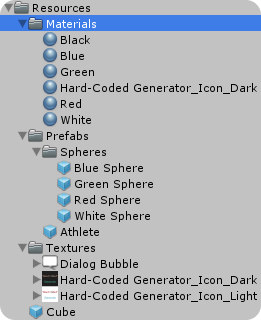 Resources
Materials
Black
Blue
Green
Hard-Coded Generator_Icon_Dark
Red
White
Prefabs
Spheres
Blue Sphere
Green Sphere
Red Sphere
White Sphere
Athlete
Textures
Dialog Bubble
Hard-Coded Generator_Icon_Dark
Hard-Coded Generator_Icon_Light
Cube